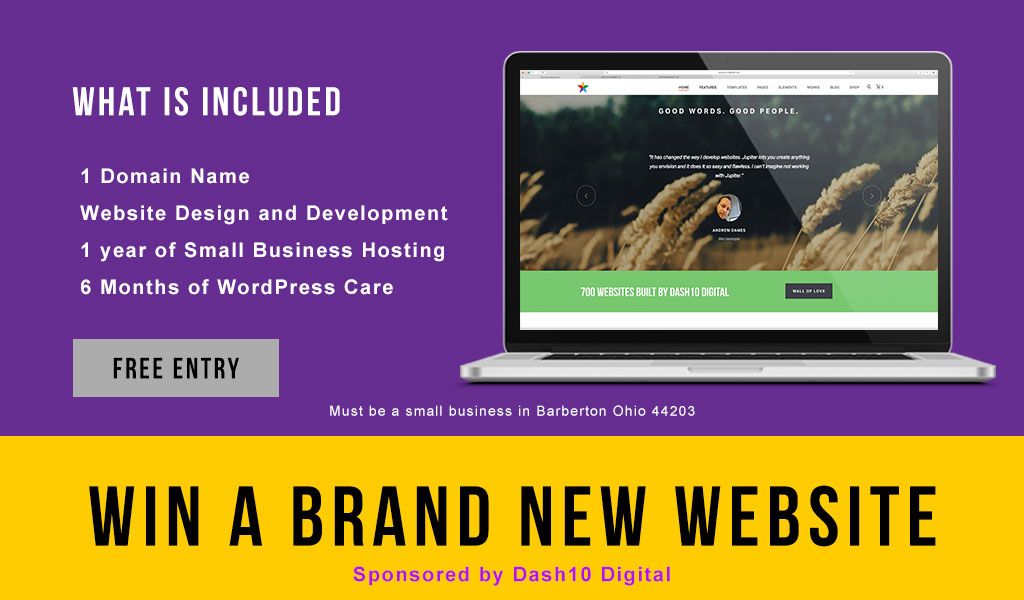 WHAT IS INCLUDED
1 Domain Name
Website Design and Development
1 year of Small Business Hosting
6 Months of WordPress Care
FREE ENTRY
HOME FEATURES TEMPLATES PAGES ELEMENTS WORKS BLOG SHOP
GOOD WORDS. GOOD PEOPLE.
"It has changed the way I develop websites. Jupiter lets you create anything
you envision and it does it so easy and flawless. I can't imagine not working
with Jupiter."
ANDREW DAMES
Web Developer
700 WEBSITES BUILT BY DASH10 DIGITAL
WALL OF LOVE
Must be a small business in Barberton Ohio 44203
WIN A BRAND NEW WEBSITE
Sponsored by Dash10 Digital